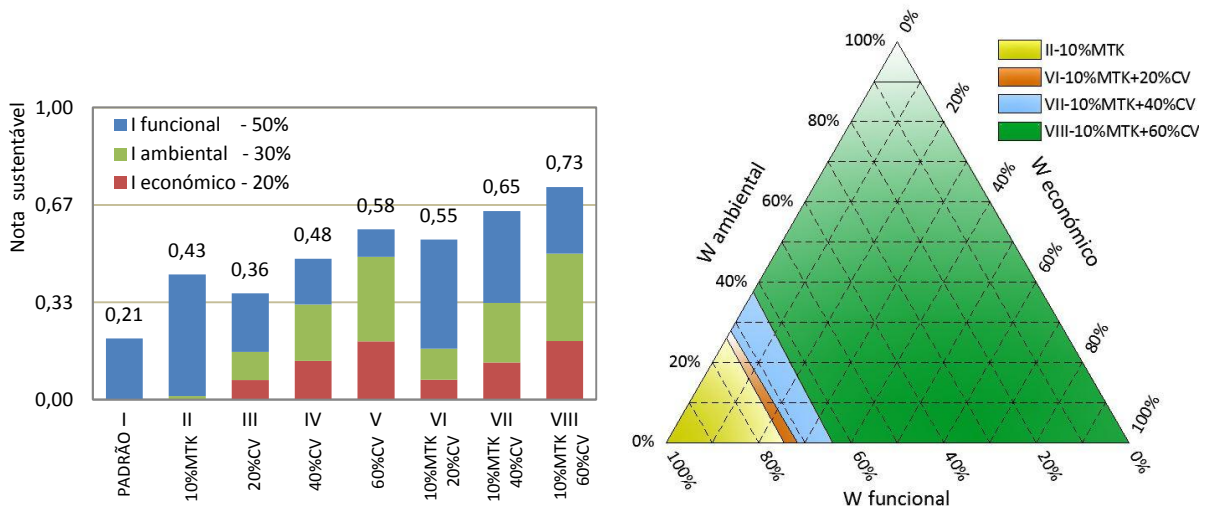 Nota sustentável
1,00
0,67
0,33
0,00
I funcional - 50%
I ambiental - 30%
I económico - 20%
0,21
0,43
0,36
0,48
0,58
0,55
0,65
0,73
I
II
III
IV
V
VI
VII
VIII
PADRÃO
10%MTK
20%CV
40%CV
60%CV
10%MTK
20%CV
10%MTK
40%CV
10%MTK
60%CV
II-10%MTK
VI-10%MTK+20%CV
VII-10%MTK+40%CV
VIII-10%MTK+60%CV
W ambiental
100%
80%
60%
40%
20%
0%
W económico
0%
20%
40%
60%
80%
100%
100%
80%
60%
40%
20%
0%
W funcional